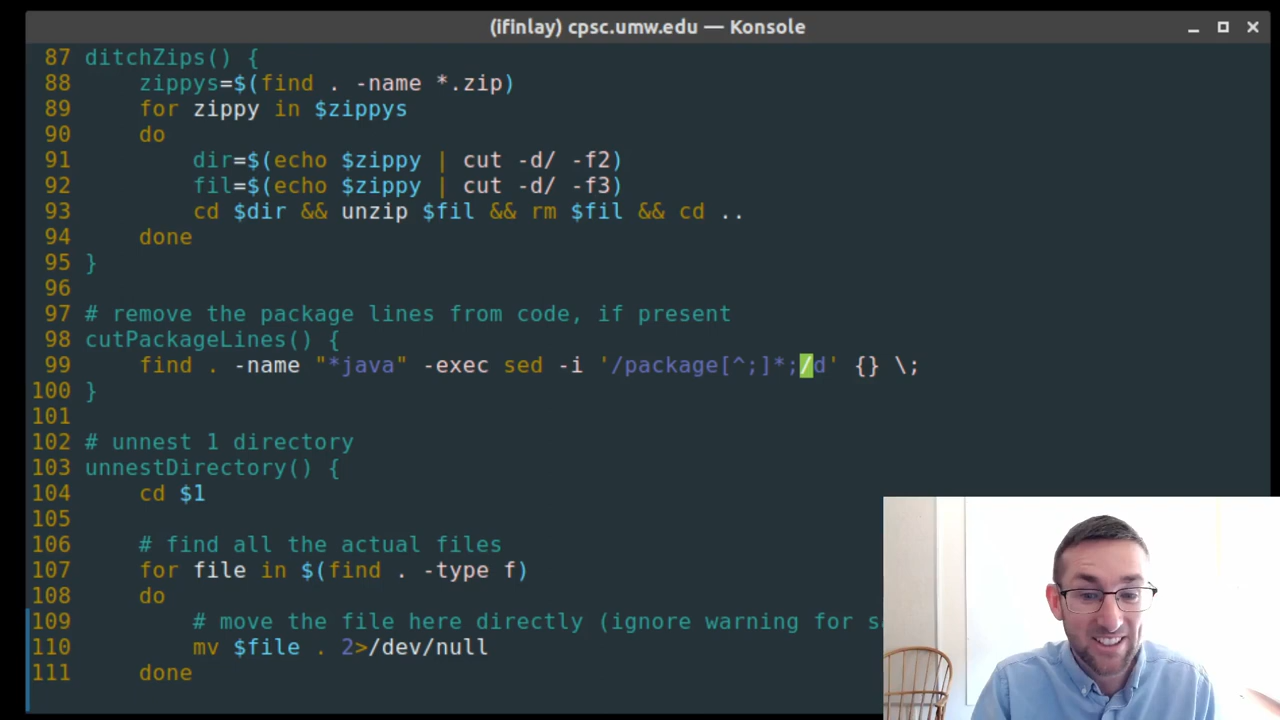 (ifinlay) cpsc.umw.edu — Konsole
87 ditchZips() {
88     zippys=$(find . -name *.zip)
89     for zippy in $zippys
90     do
91         dir=$(echo $zippy | cut -d/ -f2)
92         fil=$(echo $zippy | cut -d/ -f3)
93         cd $dir && unzip $fil && rm $fil && cd ..
94     done
95 }
96
97 # remove the package lines from code, if present
98 cutPackageLines() {
99     find . -name "*java" -exec sed -i '/package[^;]*;/d' {} \;
100 }
101
102 # unnest 1 directory
103 unnestDirectory() {
104     cd $1
105
106     # find all the actual files
107     for file in $(find . -type f)
108     do
109         # move the file here directly (ignore warning for
110         mv $file . 2>/dev/null
111     done